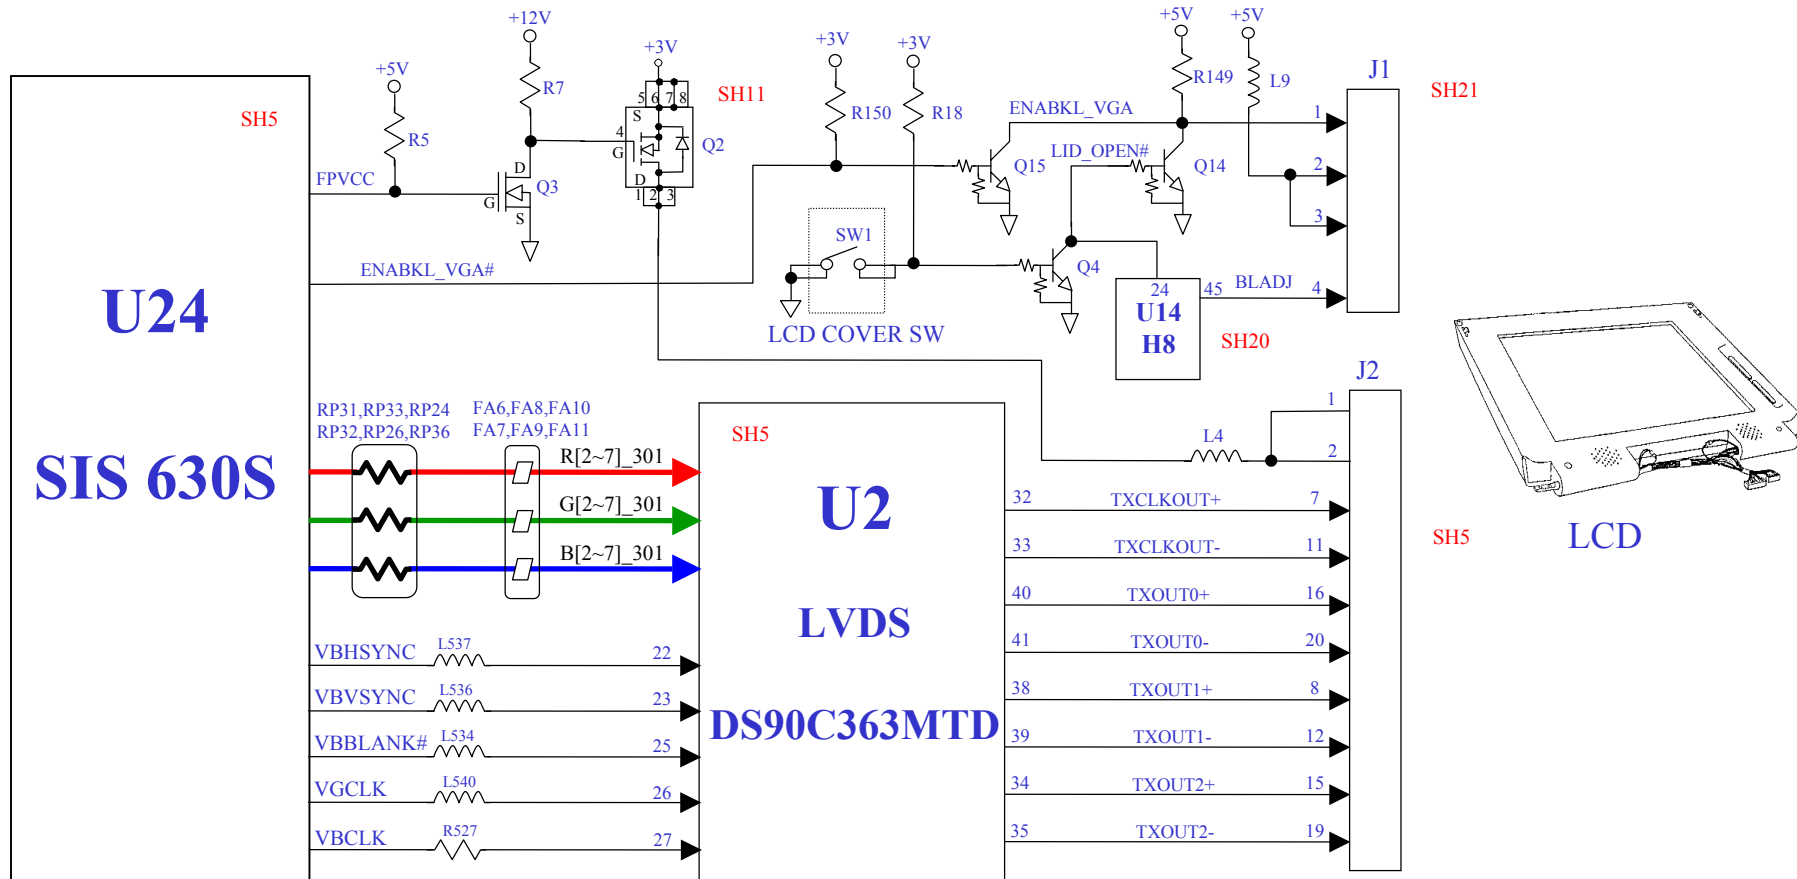 +12V
+5V
+5V
+3V
+3V
+3V
+5V
R7
R149
L9
J1
SH5
5 6 7 8
SH11
SH21
S
R150
R18
ENABKL_VGA
1
R5
4
G
Q2
LID_OPEN#
FPVCC
D
Q3
G
S
D
1 2 3
Q15
Q14
2
3
SW1
ENABKL_VGA#
Q4
24
45
BLADJ
4
U24
U14
LCD COVER SW
H8
SH20
J2
RP31,RP33,RP24
RP32,RP26,RP36
FA6,FA8,FA10
FA7,FA9,FA11
1
SH5
L4
2
SIS 630S
R[2~7]_301
G[2~7]_301
B[2~7]_301
U2
32
TXCLKOUT+
7
SH5
LCD
33
TXCLKOUT-
11
40
TXOUT0+
16
LVDS
VBHSYNC
L537
22
41
TXOUT0-
20
VBVSYNC
L536
23
38
TXOUT1+
8
DS90C363MTD
VBBLANK#
L534
25
39
TXOUT1-
12
VGCLK
L540
26
34
TXOUT2+
15
VBCLK
R527
27
35
TXOUT2-
19